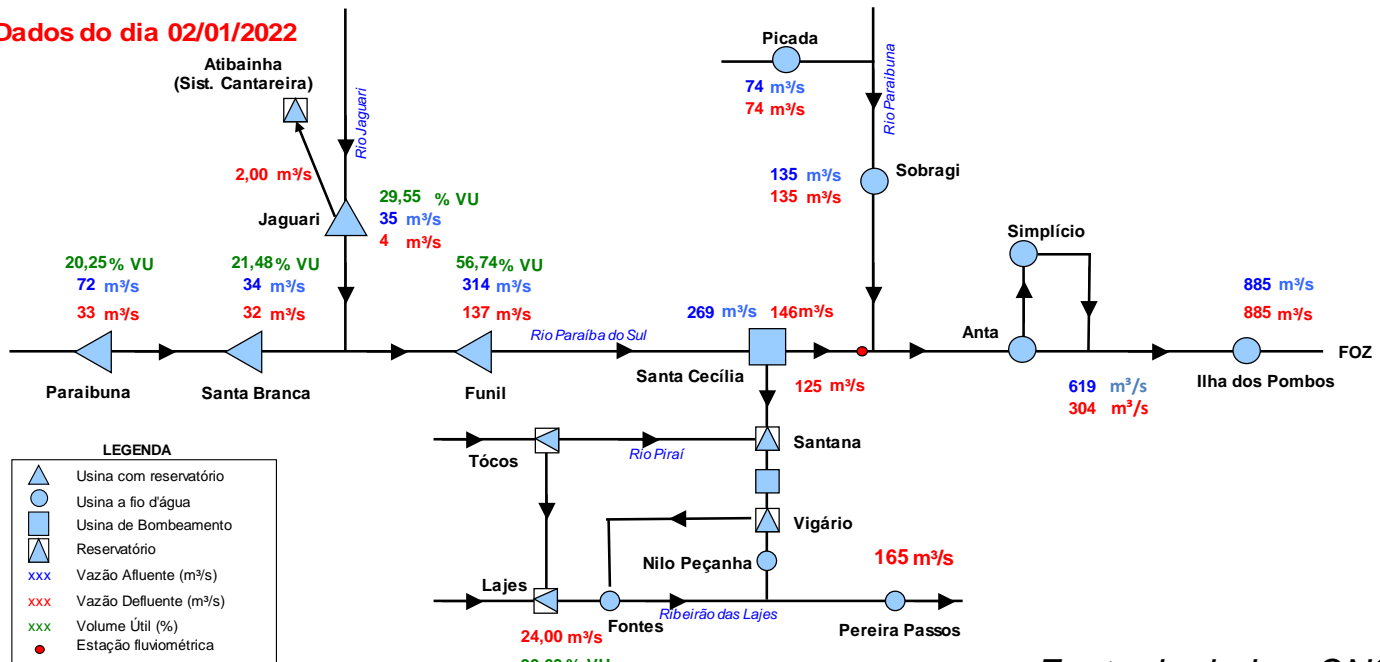 Dados do dia 02/01/2022
Atibainha
(Sist. Cantareira)
Rio Jaguari
2,00 m³/s
Jaguari
29,55 % VU
35 m³/s
4 m³/s
Picada
74 m³/s
74 m³/s
Rio Paraibuna
135 m³/s
135 m³/s
Sobragi
Simplício
20,25 % VU
72 m³/s
33 m³/s
Paraibuna
21,48 % VU
34 m³/s
32 m³/s
Santa Branca
56,74 % VU
314 m³/s
137 m³/s
Funil
Rio Paraíba do Sul
269 m³/s 146 m³/s
Santa Cecília
125 m³/s
Anta
619 m³/s
304 m³/s
885 m³/s
885 m³/s
Ilha dos Pombos
FOZ
Tócos
Rio Piraí
Santana
Vigário
Nilo Peçanha
165 m³/s
Lajes
Fontes
Ribeirão das Lajes
Pereira Passos
24,00 m³/s
LEGENDA
Usina com reservatório
Usina a fio d'água
Usina de Bombeamento
Reservatório
xxx Vazão Afluente (m³/s)
xxx Vazão Defluente (m³/s)
xxx Volume Útil (%)
Estação fluviométrica